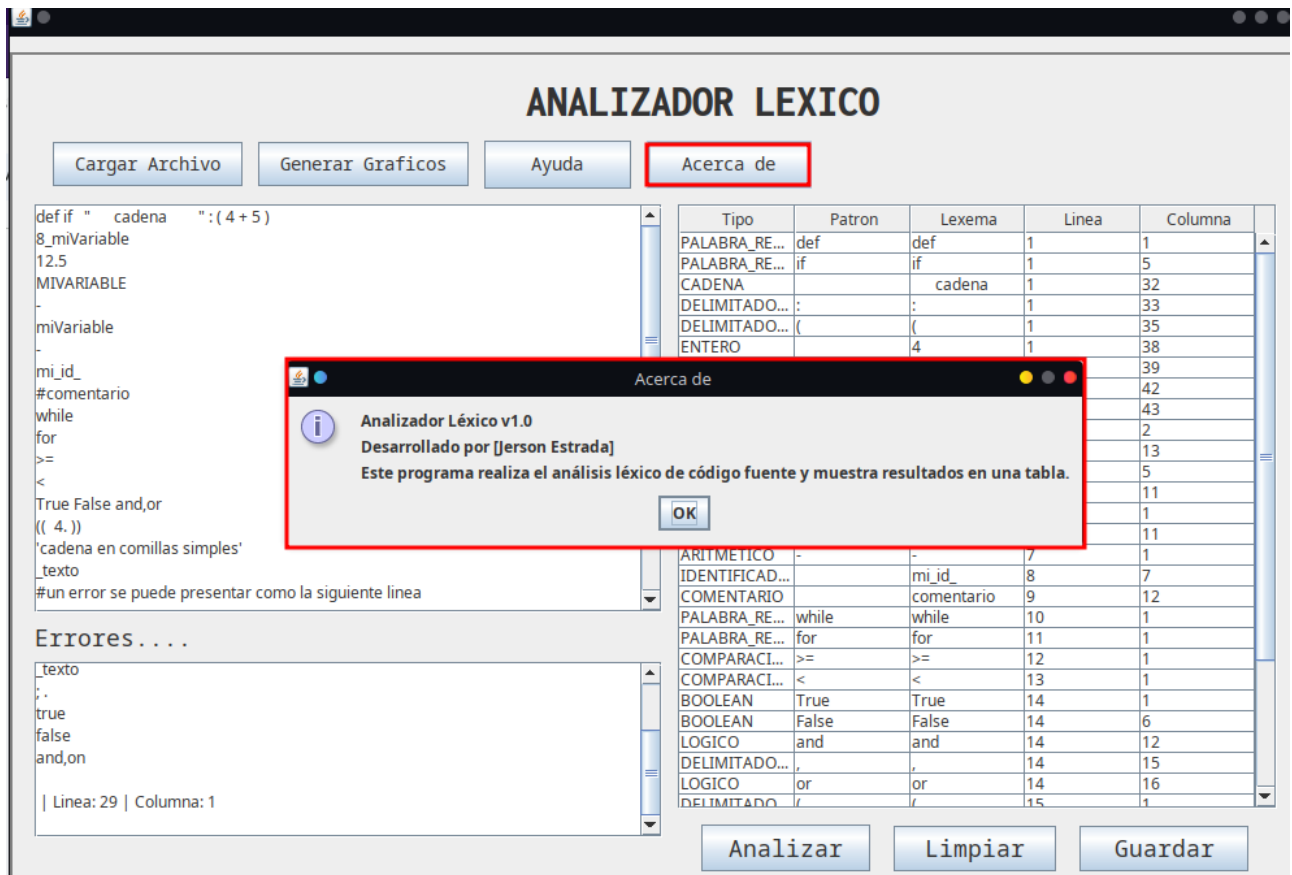 ANALIZADOR LEXICO
Cargar Archivo Generar Graficos Ayuda Acerca de
def if " cadena " : ( 4 + 5 )
8_miVariable
12.5
MIVARIABLE
-
miVariable
-
mi_id_
#comentario
while
for
>=
<
True False and,or
(( 4. ))
'cadena en comillas simples'
_texto
#un error se puede presentar como la siguiente linea
Errores....
_texto
; .
true
false
and,on
| Linea: 29 | Columna: 1
Tipo Patron Lexema Linea Columna
PALABRA_RE... def def 1 1
PALABRA_RE... if if 1 5
CADENA cadena 1 32
DELIMITADO... : : 1 33
DELIMITADO... ( ( 1 35
ENTERO 4 1 38
39
42
43
2
13
5
11
1
11
ARITMETICO - - 7 1
IDENTIFICAD... mi_id_ 8 7
COMENTARIO comentario 9 12
PALABRA_RE... while while 10 1
PALABRA_RE... for for 11 1
COMPARACI... >= >= 12 1
COMPARACI... < < 13 1
BOOLEAN True True 14 1
BOOLEAN False False 14 6
LOGICO and and 14 12
DELIMITADO... , , 14 15
LOGICO or or 14 16
DELIMITADO ( ( 15 1
Acerca de
Analizador Léxico v1.0
Desarrollado por [Jerson Estrada]
Este programa realiza el análisis léxico de código fuente y muestra resultados en una tabla.
OK
Analizar Limpiar Guardar